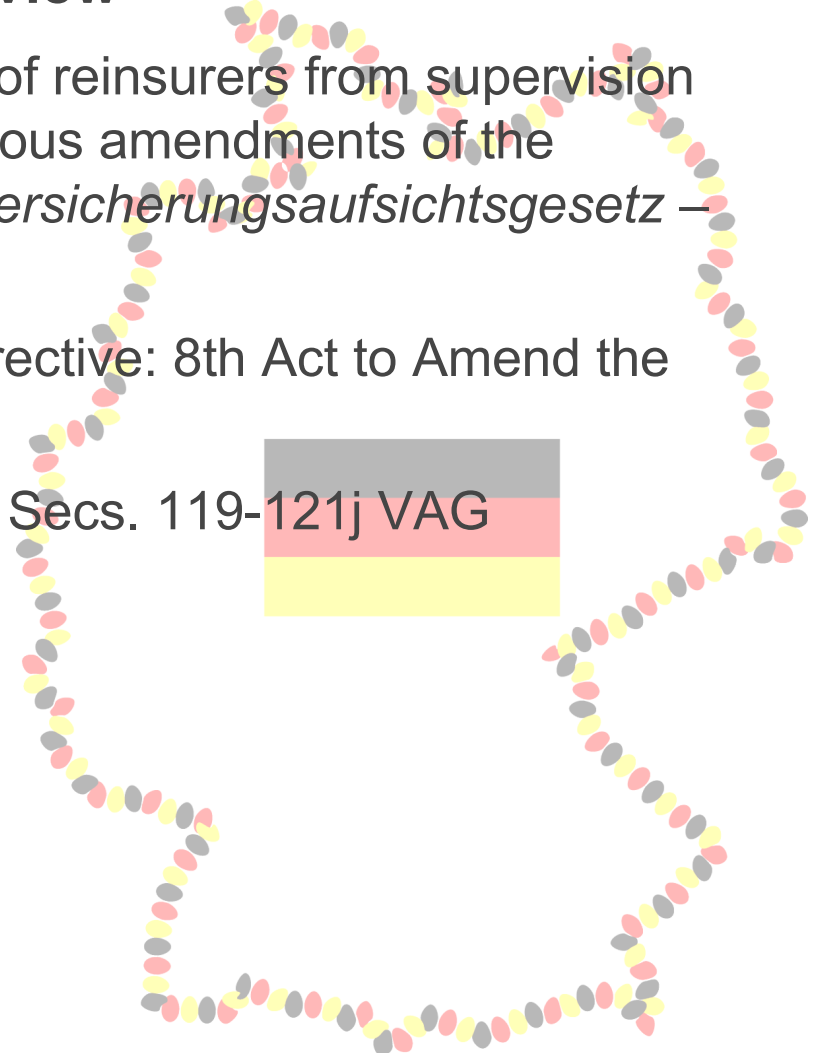 of reinsurers from supervision
ous amendments of the
ersicherungsaufsichtsgesetz –
rective: 8th Act to Amend the
Secs. 119-121j VAG